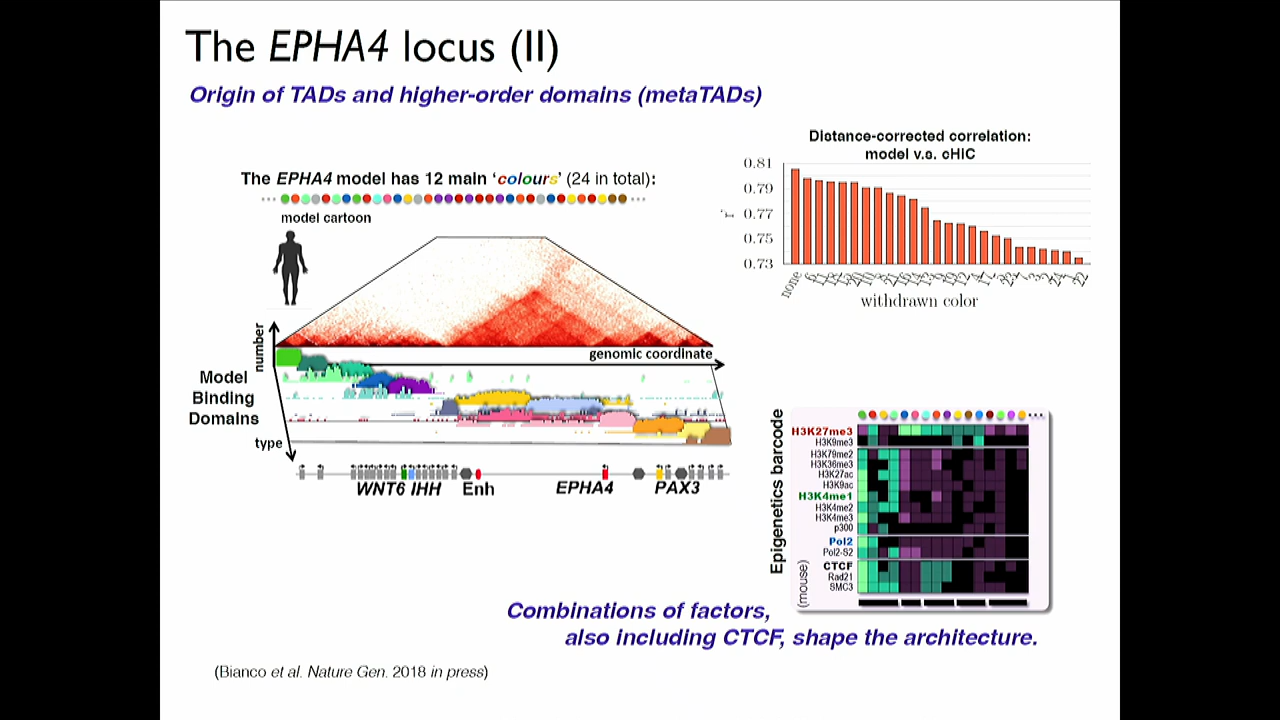 The EPHA4 locus (II)
Origin of TADs and higher-order domains (metaTADs)
The EPHA4 model has 12 main 'colours' (24 in total):
model cartoon
number
genomic coordinate
Model
Binding
Domains
type
WNT6 IHH Enh EPHA4 PAX3
Distance-corrected correlation:
model v.s. cHiC
0.81
0.79
0.77
0.75
0.73
r'
none
22
withdrawn color
Epigenetics barcode
(mouse)
H3K27me3
H3K9me3
H3K79me2
H3K36me3
H3K27ac
H3K9ac
H3K4me1
H3K4me2
H3K4me3
p300
Pol2
Pol2-S2
CTCF
Rad21
SMC3
Combinations of factors,
also including CTCF, shape the architecture.
(Bianco et al. Nature Gen. 2018 in press)